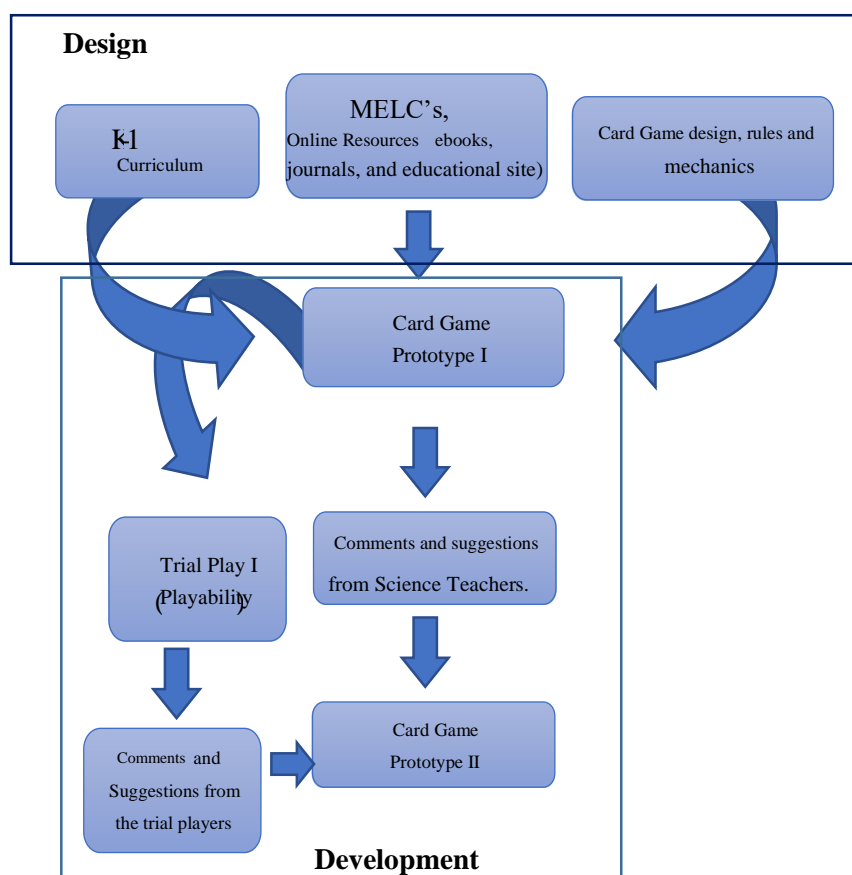 Design
K-1
Curriculum
MELC's,
Online Resources ebooks,
journals, and educational site)
Card Game design, rules and
mechanics
Card Game
Prototype I
Trial Play I
(Playability)
Comments and suggestions
from Science Teachers.
Comments and
Suggestions from
the trial players
Card Game
Prototype II
Development